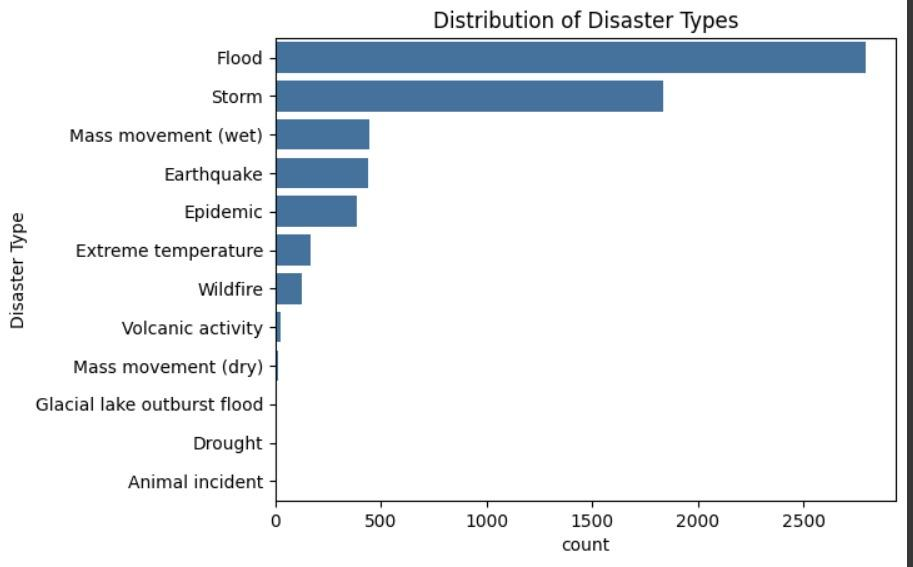 Distribution of Disaster Types
Disaster Type
Flood
Storm
Mass movement (wet)
Earthquake
Epidemic
Extreme temperature
Wildfire
Volcanic activity
Mass movement (dry)
Glacial lake outburst flood
Drought
Animal incident
0 500 1000 1500 2000 2500
count